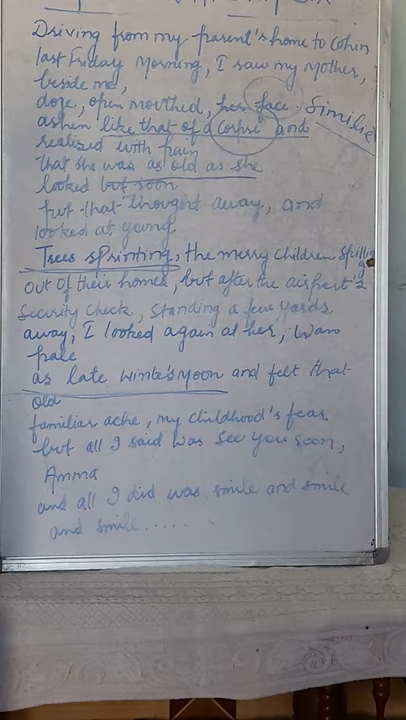 Driving from my parent's home to Cohin
last Friday Morning, I saw my Mother,
beside me,
doze, open mouthed, her face Similie
ashen like that of a corpse and
realized with pain
that she was as old as she
looked but soon
put that thought away, and
looked at young.
Trees sprinting, the merry children spilling
out of their homes, but after the airport's
Security Check, standing a few yards
away, I looked again at her, wan
pale
as late winter's moon and felt that
old
familiar ache, my childhood's fear
but all I said was see you soon,
Amma
and all I did was smile and smile
and smile.....